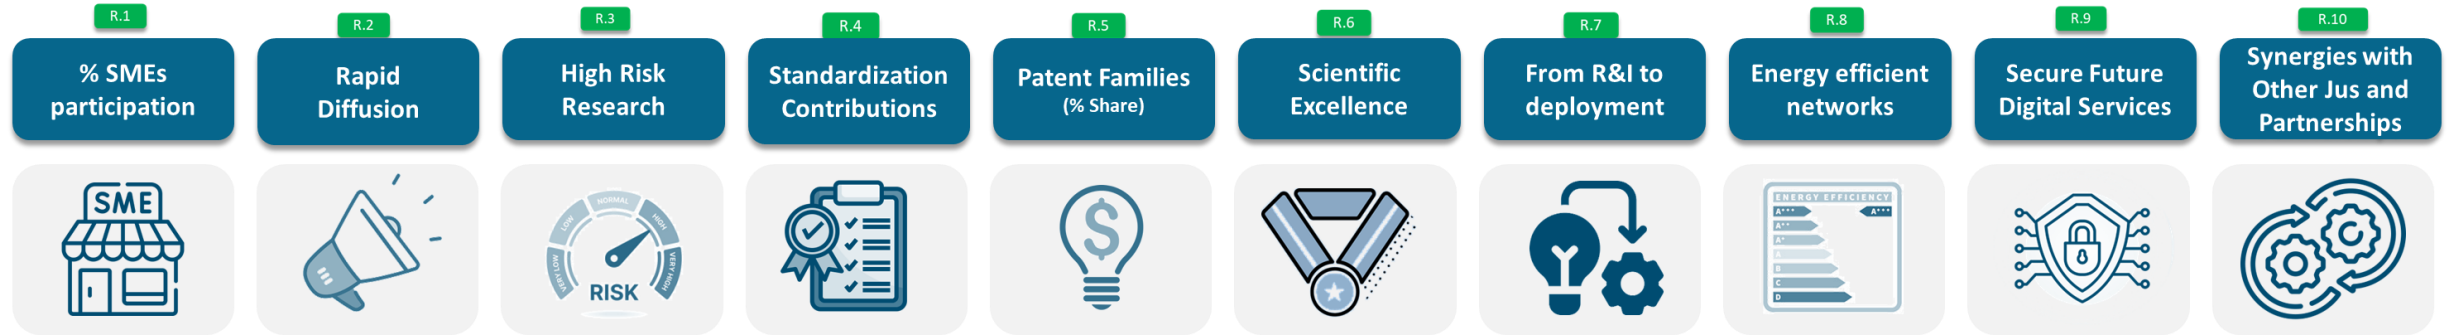 R.1
% SMEs
participation
SME
R.2
Rapid
Diffusion
R.3
High Risk
Research
VERY LOW
LOW
NORMAL
HIGH
VERY HIGH
RISK
R.4
Standardization
Contributions
R.5
Patent Families
(% Share)
$
R.6
Scientific
Excellence
R.7
From R&I to
deployment
R.8
Energy efficient
networks
ENERGY EFFICIENCY
A+++ A+++
A++
A+
A
B
C
D
R.9
Secure Future
Digital Services
R.10
Synergies with
Other Jus and
Partnerships